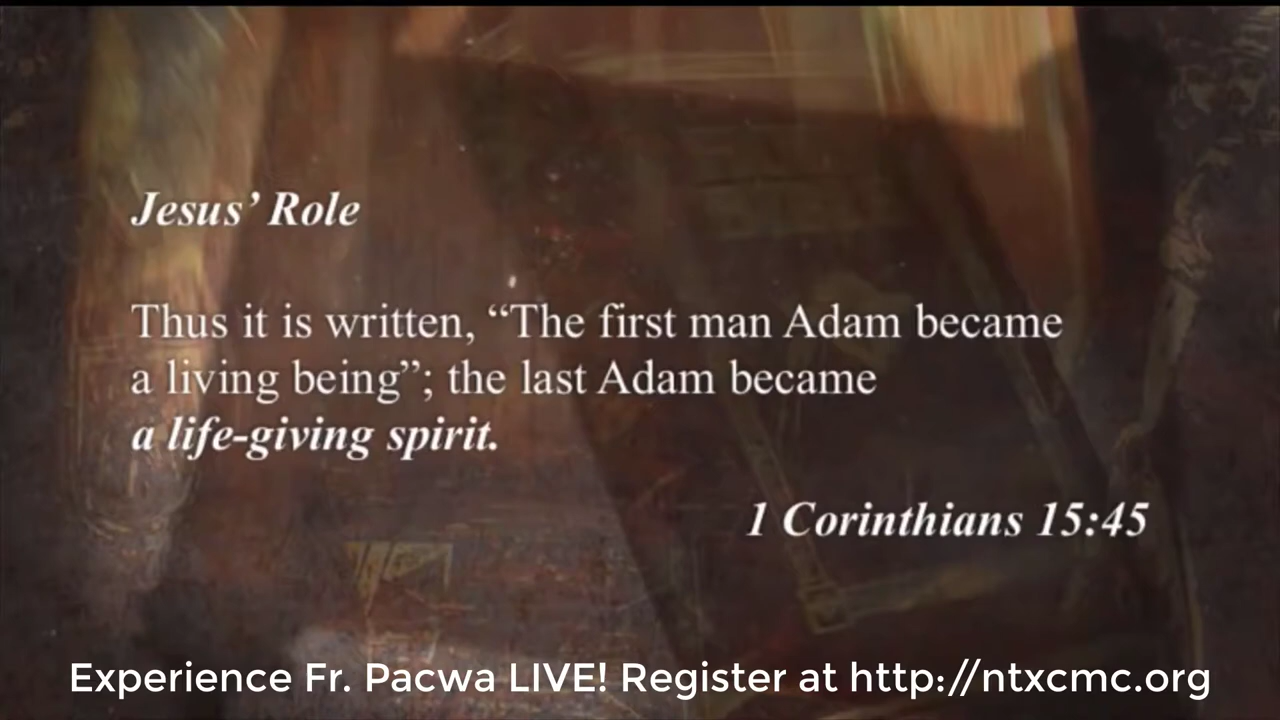 Jesus’ Role
Thus it is written, “The first man Adam became
a living being”; the last Adam became
a life-giving spirit.
1 Corinthians 15:45
Experience Fr. Pacwa LIVE! Register at http://ntxcmc.org